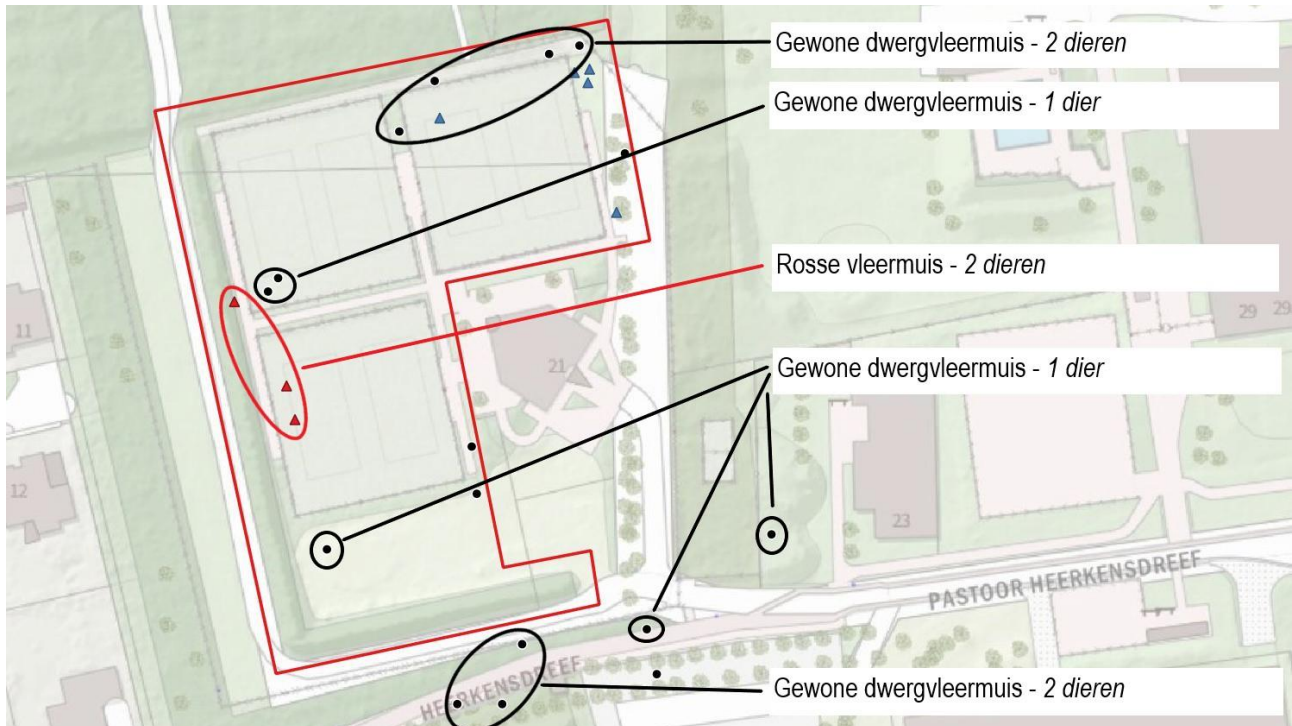 Gewone dwergvleermuis - 2 dieren
Gewone dwergvleermuis - 1 dier
Rosse vleermuis - 2 dieren
29
29
11
21
Gewone dwergvleermuis - 1 dier
12
23
PASTOOR HEERKENSDREEF
HEERKENSDREEF
Gewone dwergvleermuis - 2 dieren